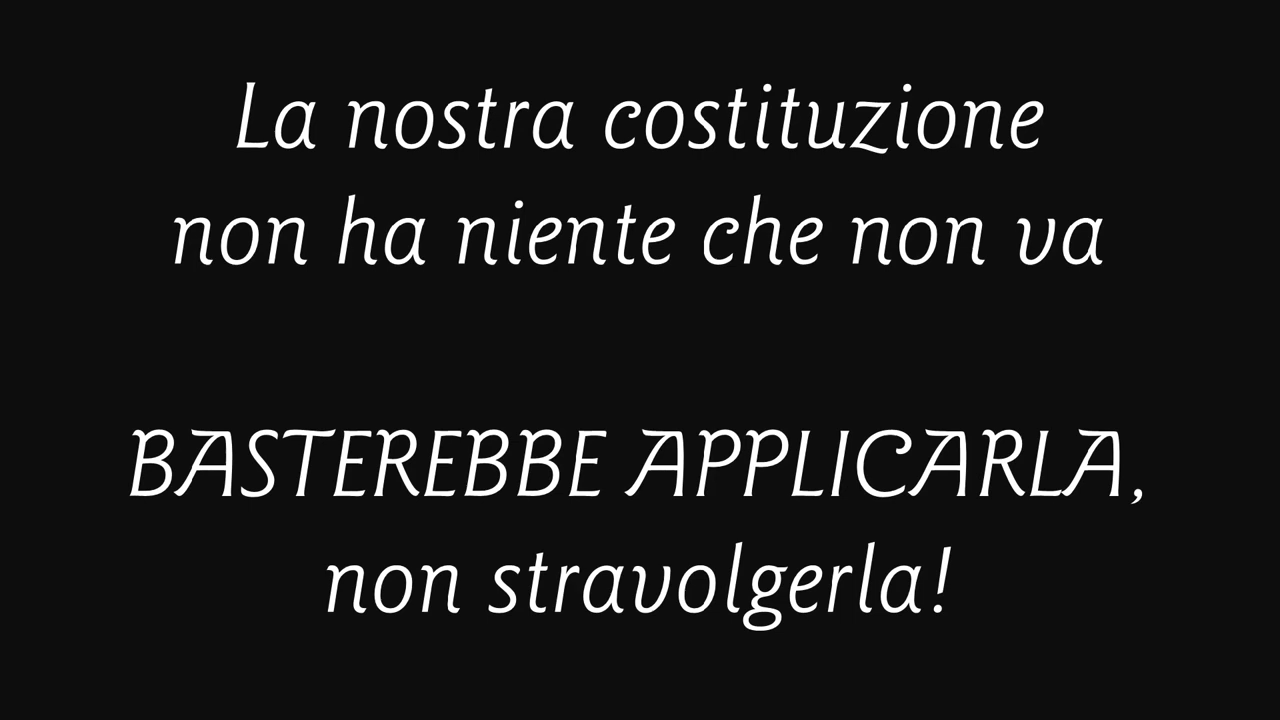 La nostra costituzione
non ha niente che non va
BASTEREBBE APPLICARLA,
non stravolgerla!